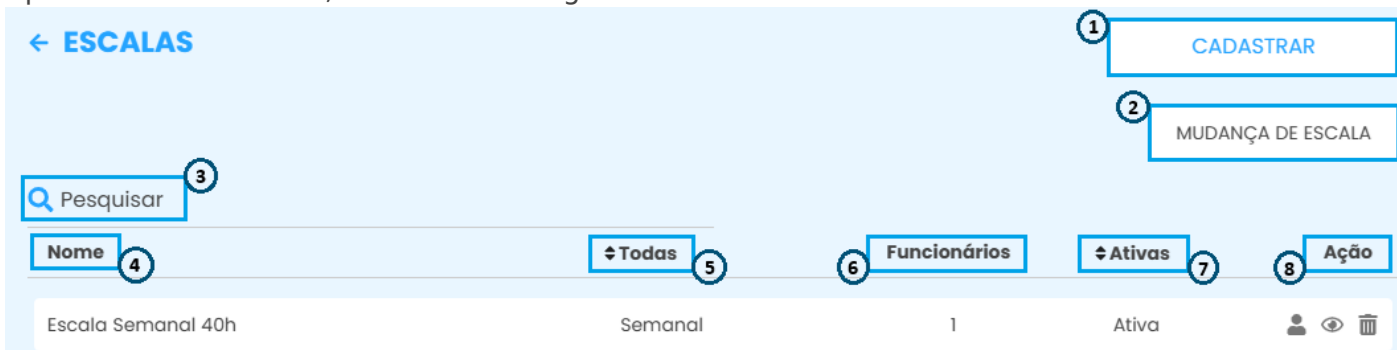 ← ESCALAS
1
CADASTRAR
2
MUDANÇA DE ESCALA
3
Pesquisar
Nome 4 Todas 5 6 Funcionários Ativas 7 8 Ação
Escala Semanal 40h Semanal 1 Ativa